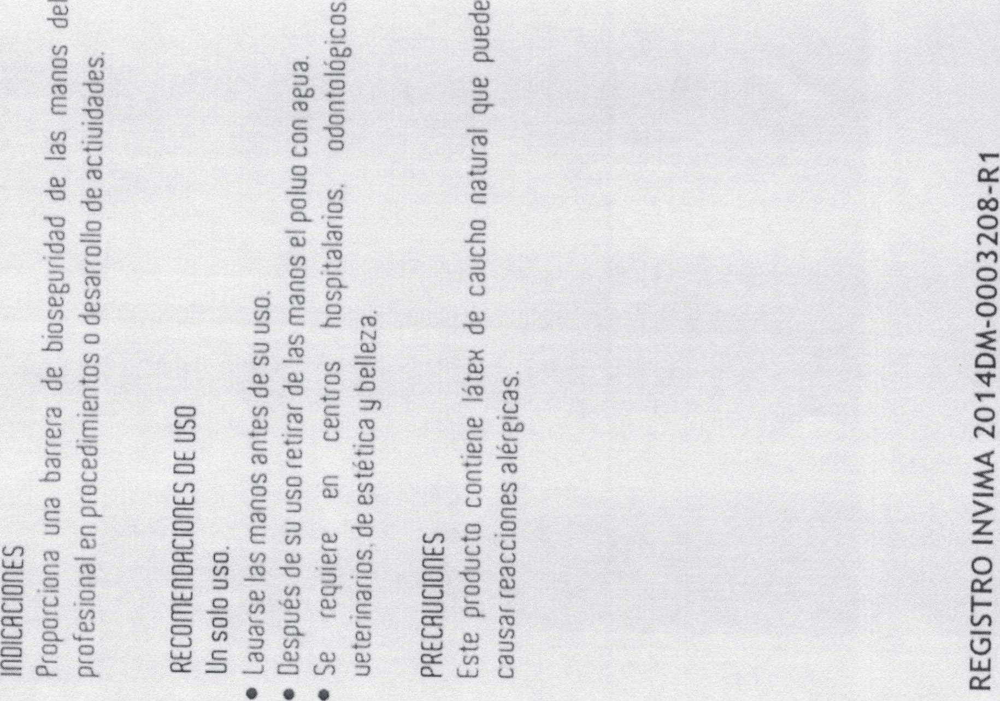 INDICACIONES
Proporciona una barrera de bioseguridad de las manos del
profesional en procedimientos o desarrollo de actividades.
RECOMENDACIONES DE USO
Un solo uso.
• Lavarse las manos antes de su uso.
• Después de su uso retirar de las manos el polvo con agua.
• Se requiere en centros hospitalarios, odontológicos
veterinarios, de estética y belleza.
PRECAUCIONES
Este producto contiene látex de caucho natural que puede
causar reacciones alérgicas.
REGISTRO INVIMA 2014DM-0003208-R1